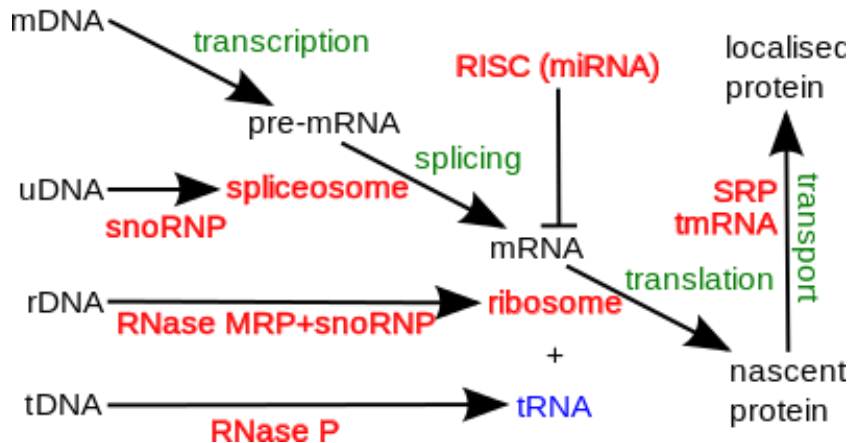 mDNA
transcription
localised
protein
RISC (miRNA)
pre-mRNA
splicing
uDNA
spliceosome
snoRNP
SRP
tmRNA
transport
mRNA
translation
rDNA
ribosome
RNase MRP+snoRNP
+
nascent
protein
tDNA
tRNA
RNase P